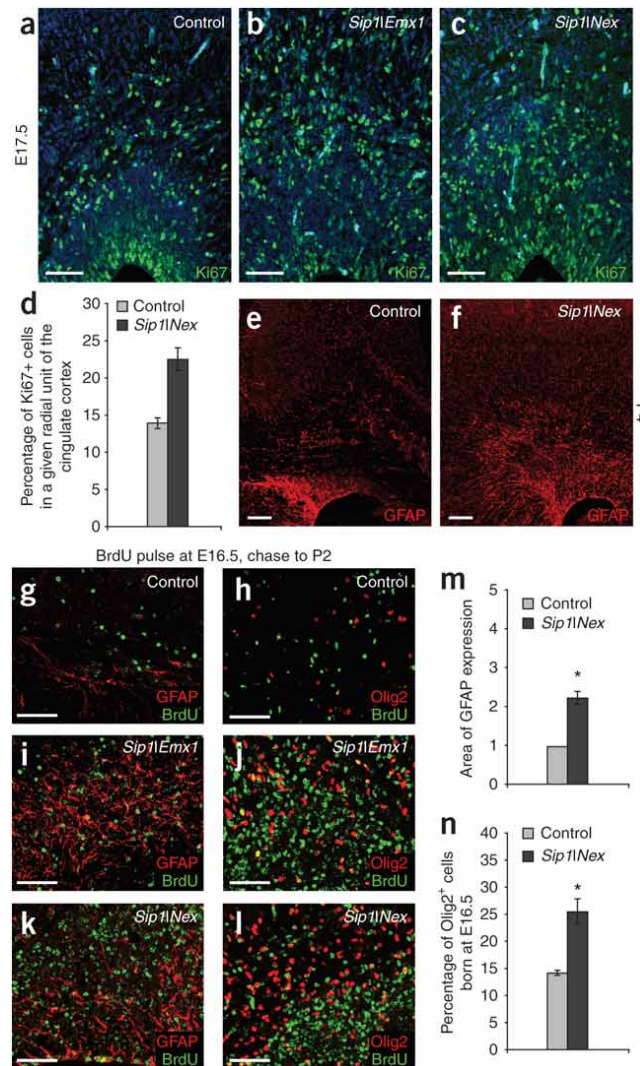 a
Control
b
Sip1|Emx1
c
Sip1|Nex
E17.5
Ki67
Ki67
Ki67
d
30
25
20
15
10
5
0
Control
Sip1|Nex
Percentage of Ki67+ cells
in a given radial unit of the
cingulate cortex
e
Control
GFAP
f
Sip1|Nex
GFAP
BrdU pulse at E16.5, chase to P2
g
Control
GFAP
BrdU
h
Control
Olig2
BrdU
i
Sip1|Emx1
GFAP
BrdU
j
Sip1|Emx1
Olig2
BrdU
k
Sip1|Nex
GFAP
BrdU
l
Sip1|Nex
Olig2
BrdU
m
Control
Sip1|Nex
5
4
3
2
1
0
*
Area of GFAP expression
n
Control
Sip1|Nex
40
35
30
25
20
15
10
5
0
*
Percentage of Olig2+ cells
born at E16.5